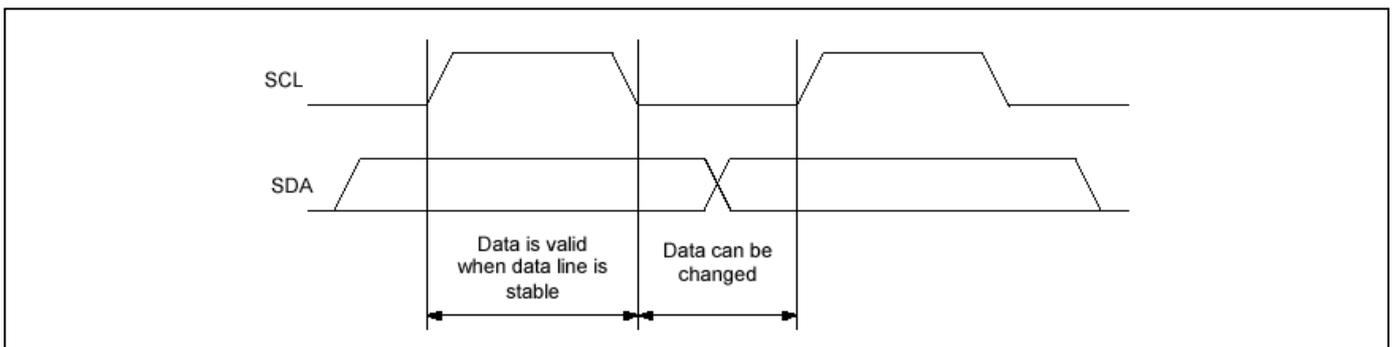 SCL
SDA
Data is valid
when data line is
stable
Data can be
changed